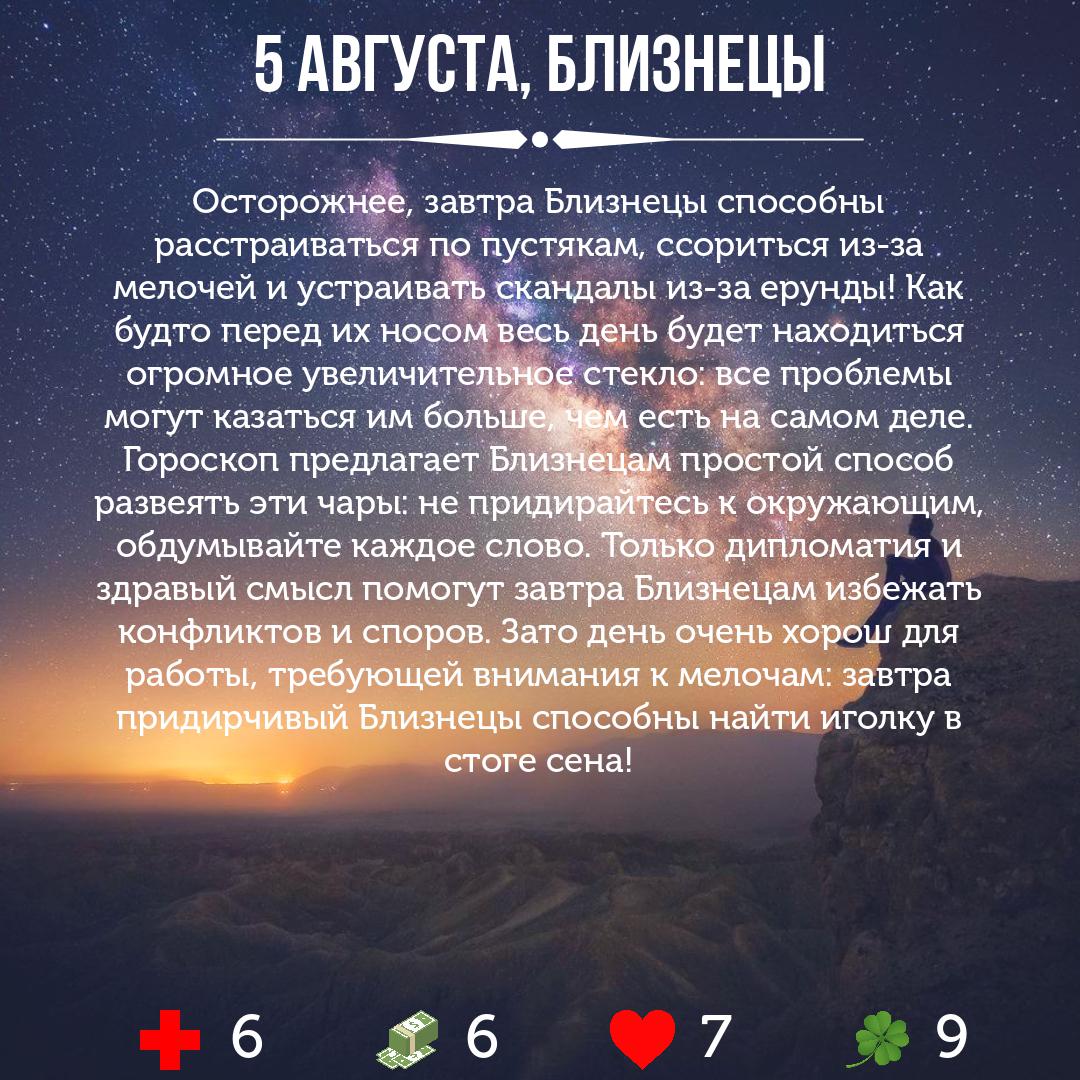 5 АВГУСТА, БЛИЗНЕЦЫ
Осторожнее, завтра Близнецы способны
расстраиваться по пустякам, ссориться из-за
мелочей и устраивать скандалы из-за ерунды! Как
будто перед их носом весь день будет находиться
огромное увеличительное стекло: все проблемы
могут казаться им больше, чем есть на самом деле.
Гороскоп предлагает Близнецам простой способ
развеять эти чары: не придирайтесь к окружающим,
обдумывайте каждое слово. Только дипломатия и
здравый смысл помогут завтра Близнецам избежать
конфликтов и споров. Зато день очень хорош для
работы, требующей внимания к мелочам: завтра
придирчивый Близнецы способны найти иголку в
стоге сена!
6 6 7 9